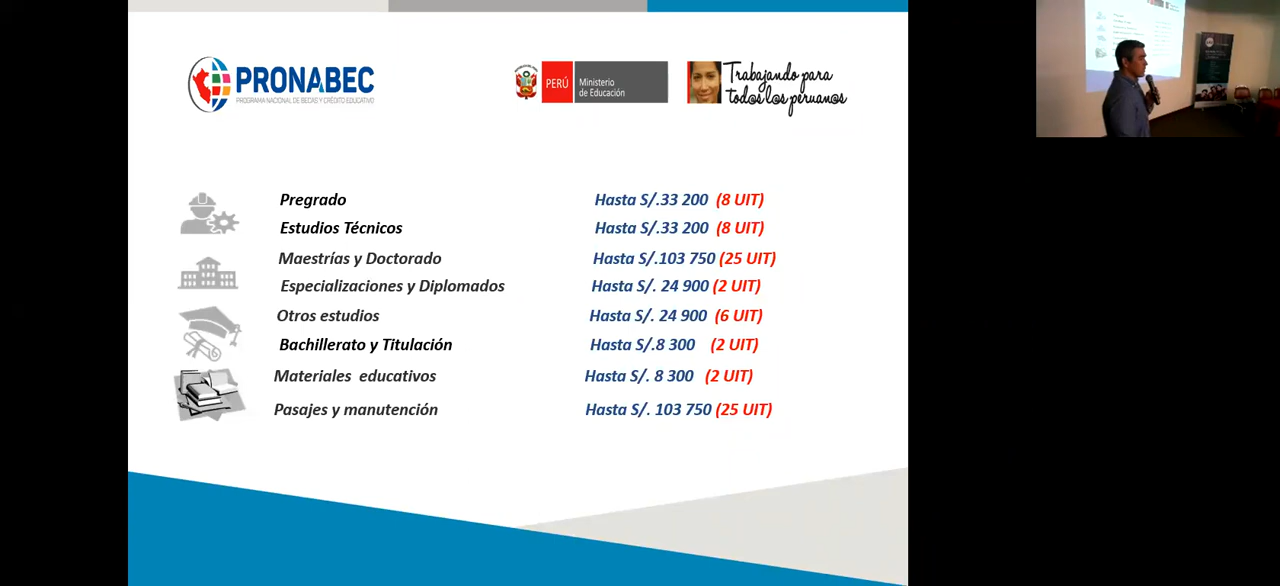 PRONABEC
PROGRAMA NACIONAL DE BECAS Y CRÉDITO EDUCATIVO
PERÚ
Ministerio
de Educación
Trabajando para
tod@s l@s peruan@s
Pregrado Hasta S/.33 200 (8 UIT)
Estudios Técnicos Hasta S/.33 200 (8 UIT)
Maestrías y Doctorado Hasta S/.103 750 (25 UIT)
Especializaciones y Diplomados Hasta S/. 24 900 (2 UIT)
Otros estudios Hasta S/. 24 900 (6 UIT)
Bachillerato y Titulación Hasta S/.8 300 (2 UIT)
Materiales educativos Hasta S/. 8 300 (2 UIT)
Pasajes y manutención Hasta S/. 103 750 (25 UIT)